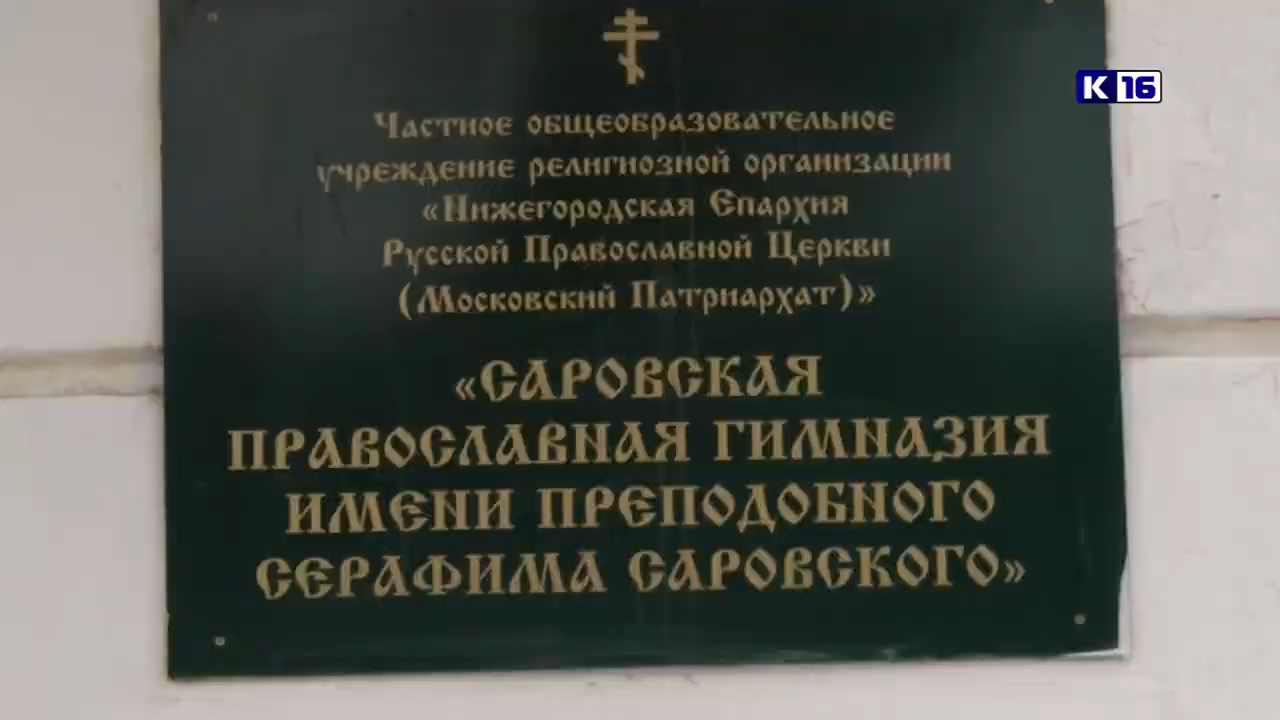 К 16
Частное общеобразовательное
учреждение религиозной организации
«Нижегородская Епархия
Русской Православной Церкви
(Московский Патриархат)»
«САРОВСКАЯ
ПРАВОСЛАВНАЯ ГИМНАЗИЯ
ИМЕНИ ПРЕПОДОБНОГО
СЕРАФИМА САРОВСКОГО»